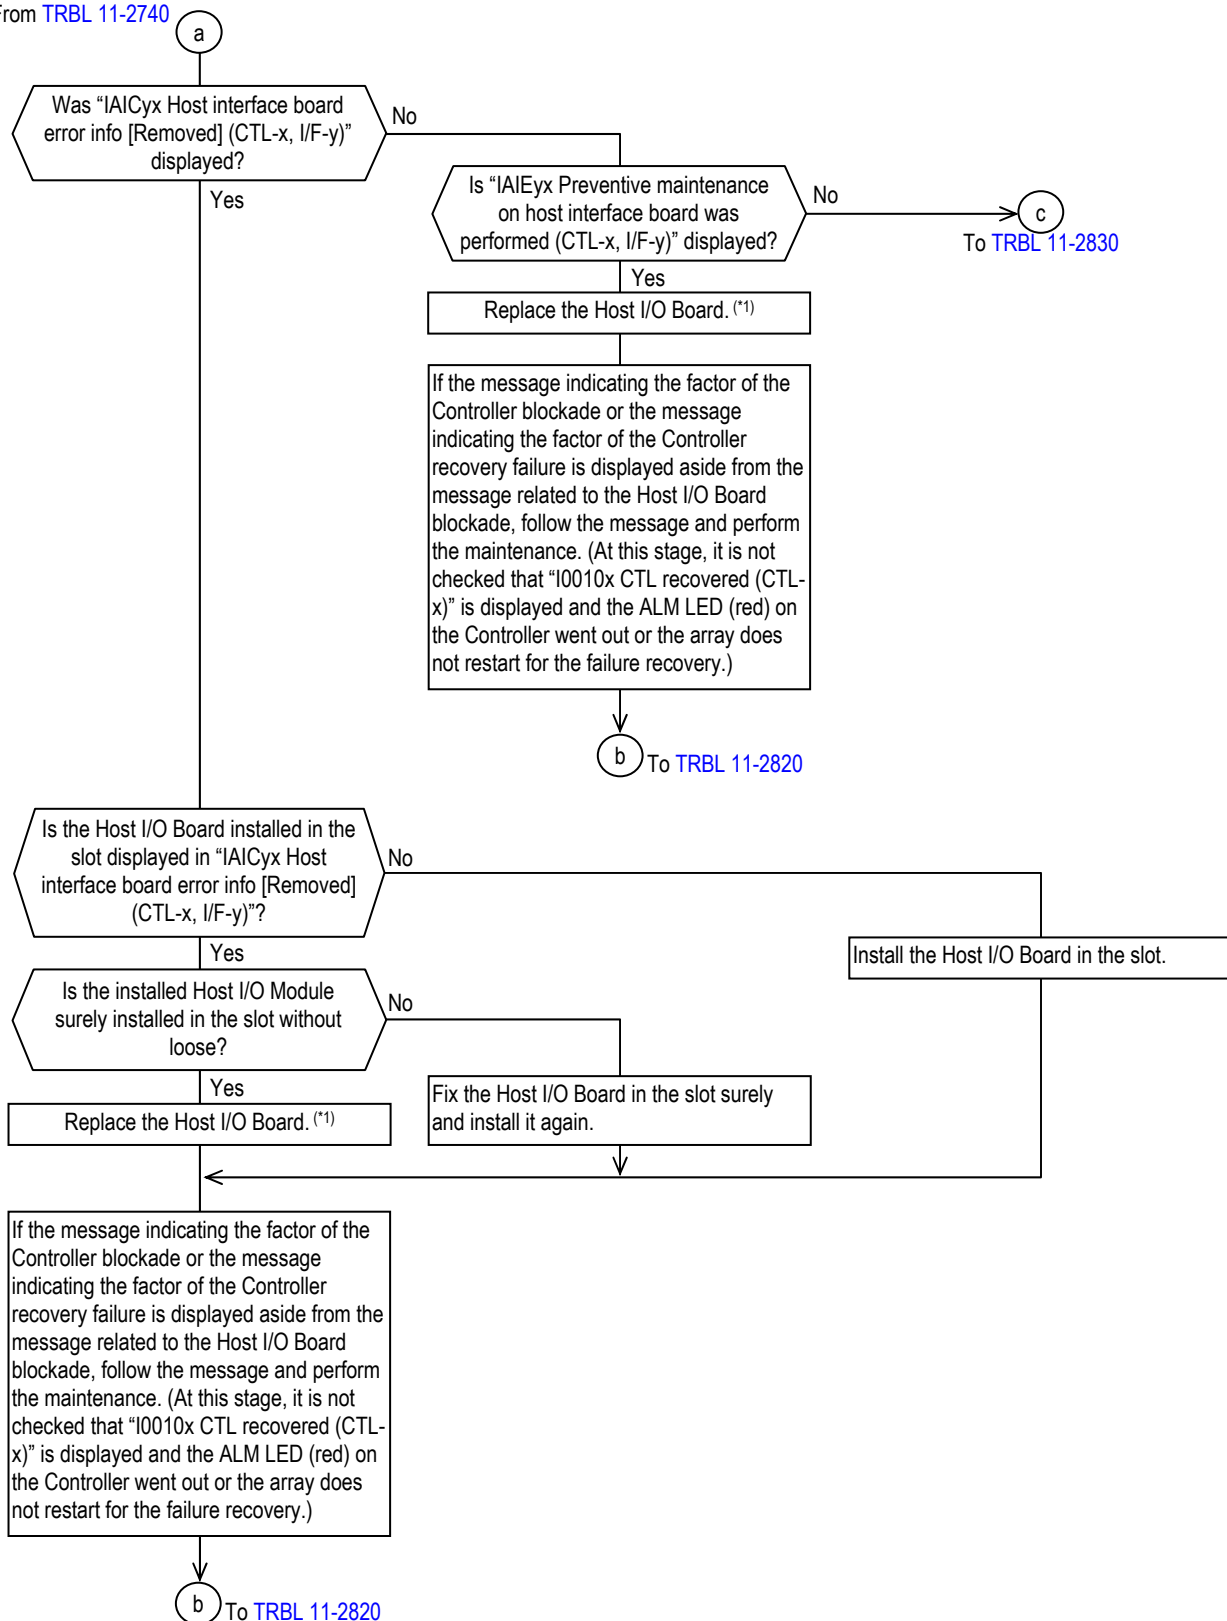 From TRBL 11-2740
a
Was “IAICyx Host interface board
error info [Removed] (CTL-x, I/F-y)”
displayed?
No
Yes
Is “IAIEyx Preventive maintenance
on host interface board was
performed (CTL-x, I/F-y)” displayed?
No
c
To TRBL 11-2830
Yes
Replace the Host I/O Board. (*1)
If the message indicating the factor of the
Controller blockade or the message
indicating the factor of the Controller
recovery failure is displayed aside from the
message related to the Host I/O Board
blockade, follow the message and perform
the maintenance. (At this stage, it is not
checked that “I0010x CTL recovered (CTL-
x)” is displayed and the ALM LED (red) on
the Controller went out or the array does
not restart for the failure recovery.)
b
To TRBL 11-2820
Is the Host I/O Board installed in the
slot displayed in “IAICyx Host
interface board error info [Removed]
(CTL-x, I/F-y)”?
No
Yes
Install the Host I/O Board in the slot.
Is the installed Host I/O Module
surely installed in the slot without
loose?
No
Yes
Fix the Host I/O Board in the slot surely
and install it again.
Replace the Host I/O Board. (*1)
If the message indicating the factor of the
Controller blockade or the message
indicating the factor of the Controller
recovery failure is displayed aside from the
message related to the Host I/O Board
blockade, follow the message and perform
the maintenance. (At this stage, it is not
checked that “I0010x CTL recovered (CTL-
x)” is displayed and the ALM LED (red) on
the Controller went out or the array does
not restart for the failure recovery.)
b
To TRBL 11-2820